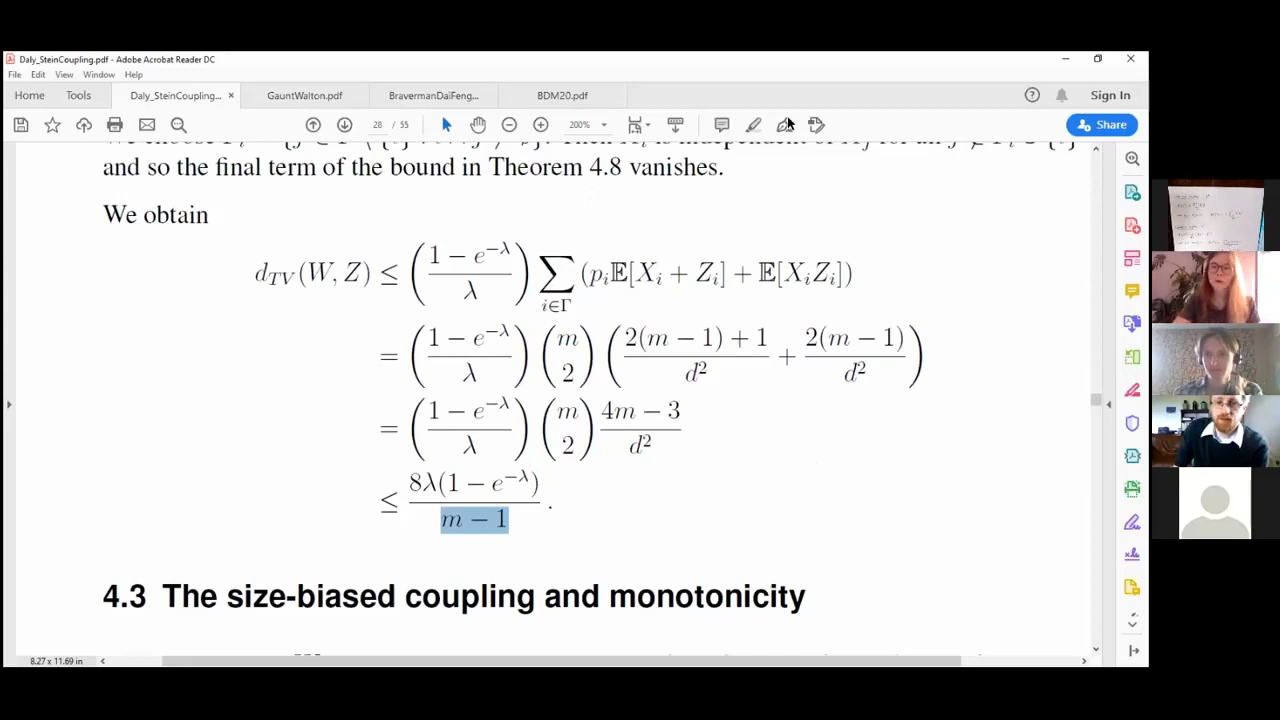 Daly_SteinCoupling.pdf - Adobe Acrobat Reader DC
File Edit View Window Help
Home Tools Daly_SteinCoupling... × GauntWalton.pdf BravermanDaiFeng... BDM20.pdf Sign In
28 / 55 200% Share
and so the final term of the bound in Theorem 4.8 vanishes.
We obtain
d_{TV}(W, Z) ≤ ((1 − e^{−λ})/λ) ∑_{i∈Γ} (p_i𝔼[X_i + Z_i] + 𝔼[X_iZ_i])
= ((1 − e^{−λ})/λ) (m 2) ((2(m − 1) + 1)/d² + 2(m − 1)/d²)
= ((1 − e^{−λ})/λ) (m 2) (4m − 3)/d²
≤ 8λ(1 − e^{−λ})/(m − 1) .
4.3 The size-biased coupling and monotonicity
8.27 x 11.69 in